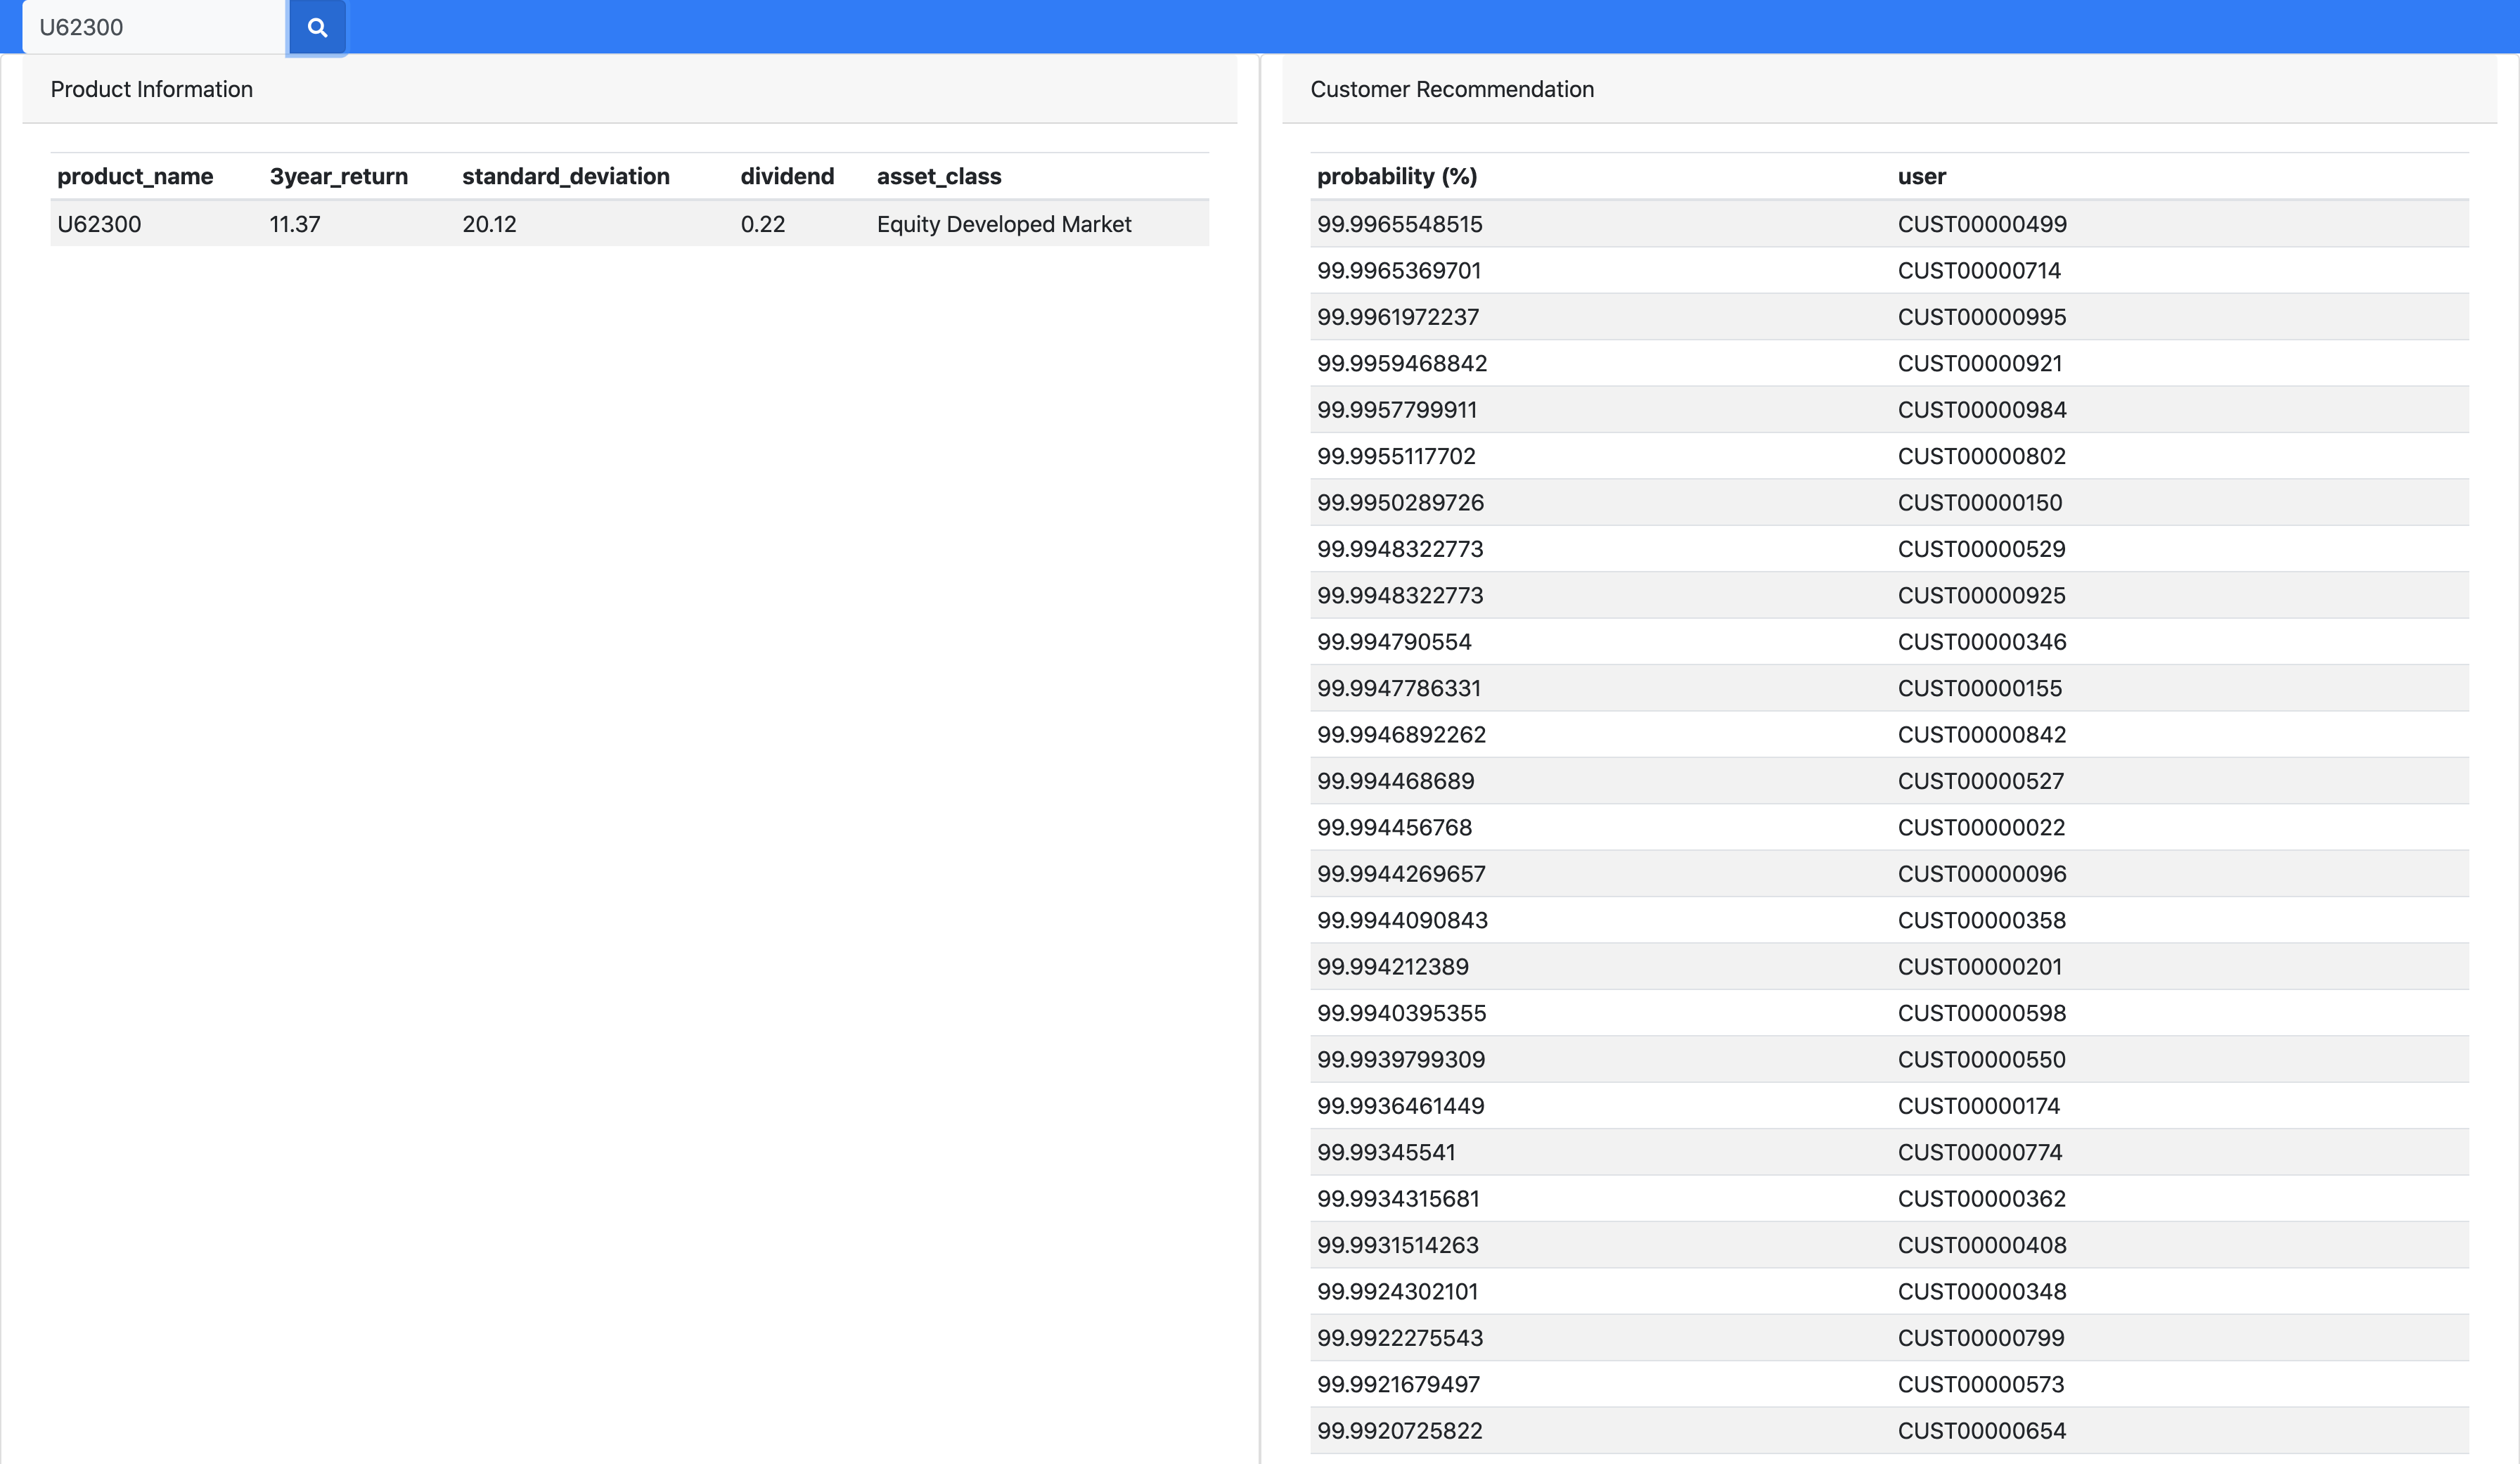 U62300
Product Information
product_name 3year_return standard_deviation dividend asset_class
U62300 11.37 20.12 0.22 Equity Developed Market
Customer Recommendation
probability (%) user
99.9965548515 CUST00000499
99.9965369701 CUST00000714
99.9961972237 CUST00000995
99.9959468842 CUST00000921
99.9957799911 CUST00000984
99.9955117702 CUST00000802
99.9950289726 CUST00000150
99.9948322773 CUST00000529
99.9948322773 CUST00000925
99.994790554 CUST00000346
99.9947786331 CUST00000155
99.9946892262 CUST00000842
99.994468689 CUST00000527
99.994456768 CUST00000022
99.9944269657 CUST00000096
99.9944090843 CUST00000358
99.994212389 CUST00000201
99.9940395355 CUST00000598
99.9939799309 CUST00000550
99.9936461449 CUST00000174
99.99345541 CUST00000774
99.9934315681 CUST00000362
99.9931514263 CUST00000408
99.9924302101 CUST00000348
99.9922275543 CUST00000799
99.9921679497 CUST00000573
99.9920725822 CUST00000654